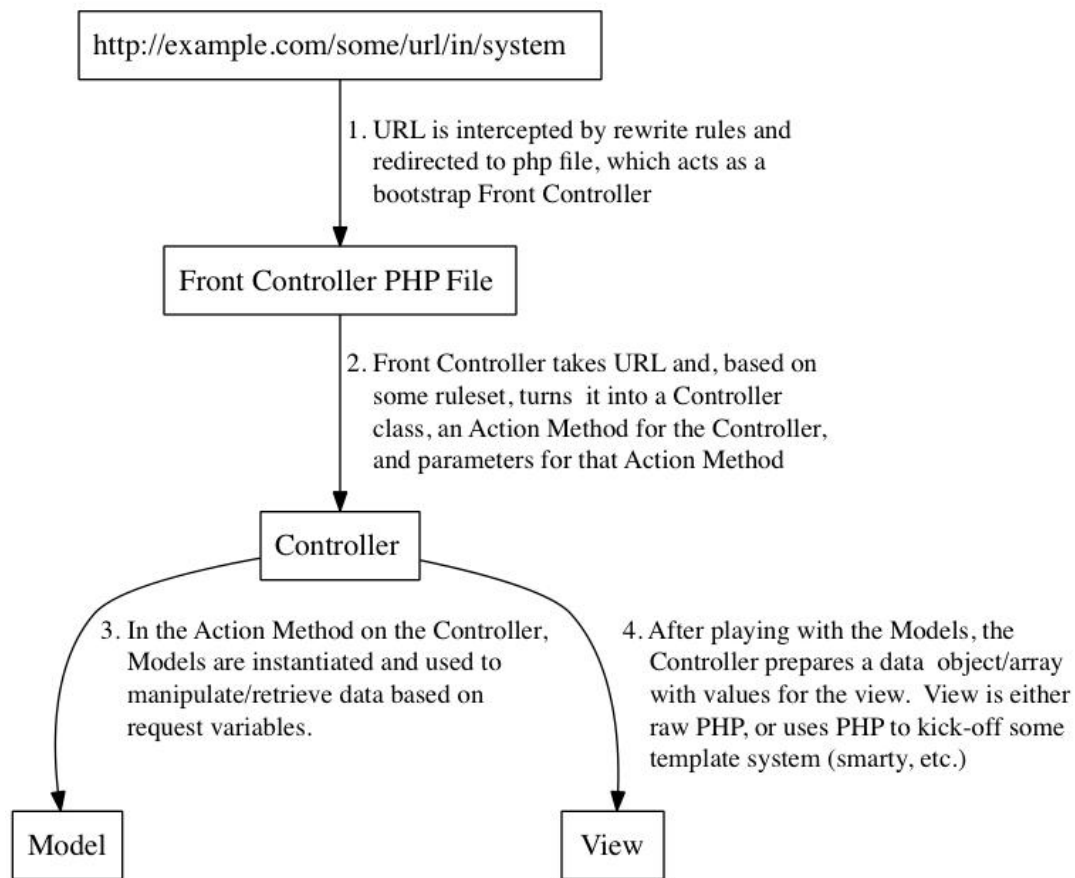 http://example.com/some/url/in/system
1. URL is intercepted by rewrite rules and
redirected to php file, which acts as a
bootstrap Front Controller
Front Controller PHP File
2. Front Controller takes URL and, based on
some ruleset, turns it into a Controller
class, an Action Method for the Controller,
and parameters for that Action Method
Controller
3. In the Action Method on the Controller,
Models are instantiated and used to
manipulate/retrieve data based on
request variables.
4. After playing with the Models, the
Controller prepares a data object/array
with values for the view. View is either
raw PHP, or uses PHP to kick-off some
template system (smarty, etc.)
Model
View